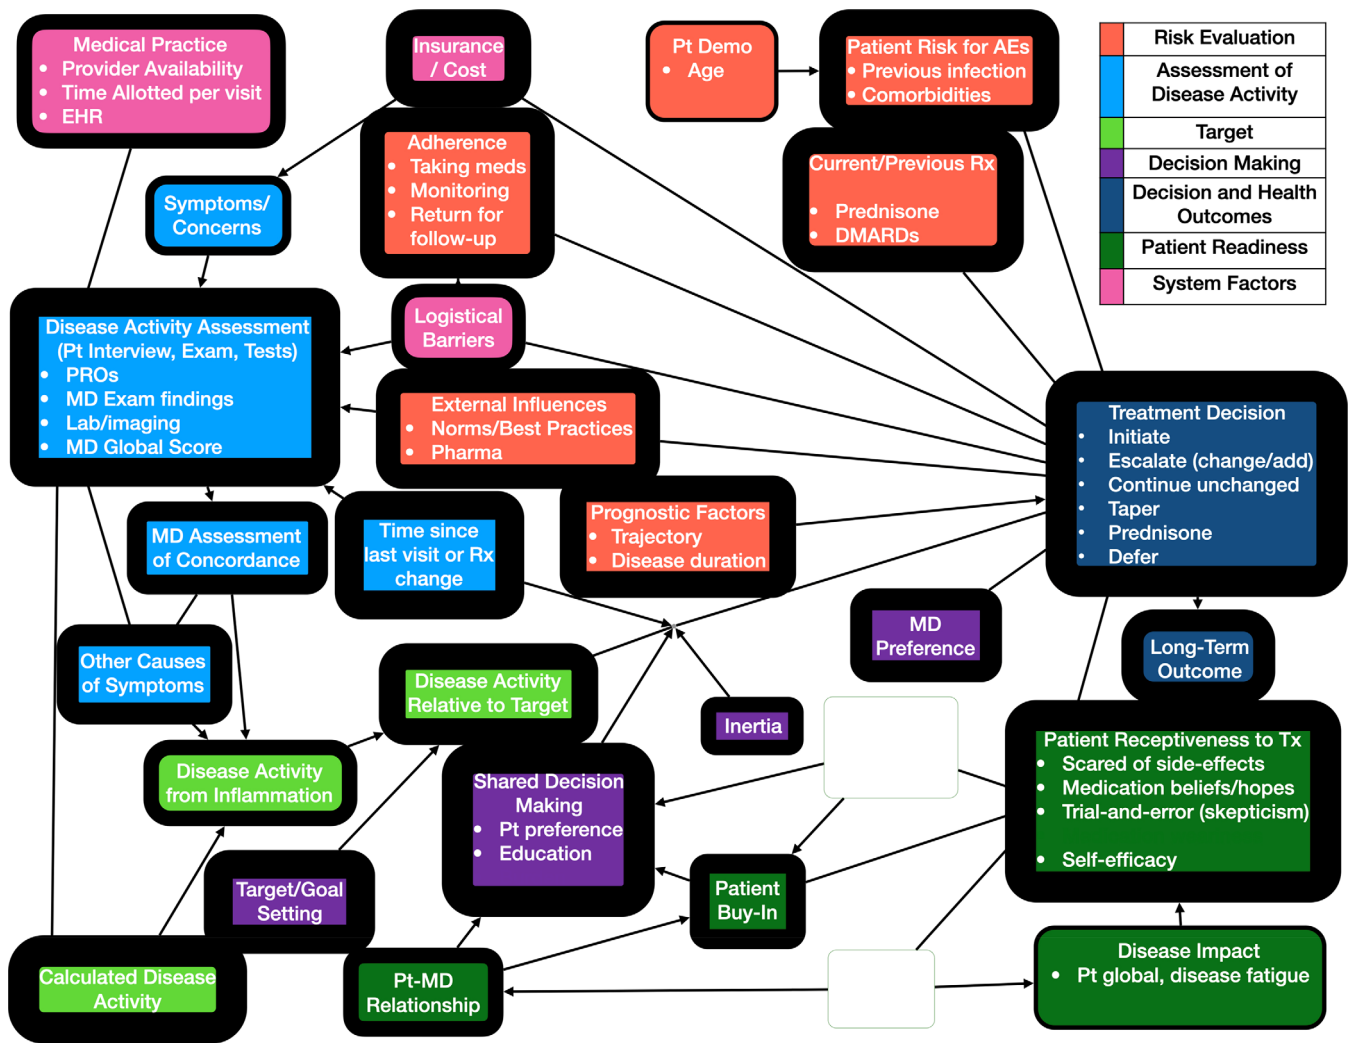 Medical Practice
• Provider Availability
• Time Allotted per visit
• EHR
Insurance
/ Cost
Pt Demo
• Age
Patient Risk for AEs
• Previous infection
• Comorbidities
Risk Evaluation
Assessment of
Disease Activity
Target
Decision Making
Decision and Health
Outcomes
Patient Readiness
System Factors
Adherence
• Taking meds
• Monitoring
• Return for
follow-up
Current/Previous Rx
• Prednisone
• DMARDs
Symptoms/
Concerns
Logistical
Barriers
Disease Activity Assessment
(Pt Interview, Exam, Tests)
• PROs
• MD Exam findings
• Lab/imaging
• MD Global Score
External Influences
• Norms/Best Practices
• Pharma
Treatment Decision
• Initiate
• Escalate (change/add)
• Continue unchanged
• Taper
• Prednisone
• Defer
Prognostic Factors
• Trajectory
• Disease duration
MD Assessment
of Concordance
Time since
last visit or Rx
change
MD
Preference
Long-Term
Outcome
Other Causes
of Symptoms
Disease Activity
Relative to Target
Inertia
Patient Receptiveness to Tx
• Scared of side-effects
• Medication beliefs/hopes
• Trial-and-error (skepticism)
• Self-efficacy
Disease Activity
from Inflammation
Shared Decision
Making
• Pt preference
• Education
Target/Goal
Setting
Patient
Buy-In
Calculated Disease
Activity
Pt-MD
Relationship
Disease Impact
• Pt global, disease fatigue